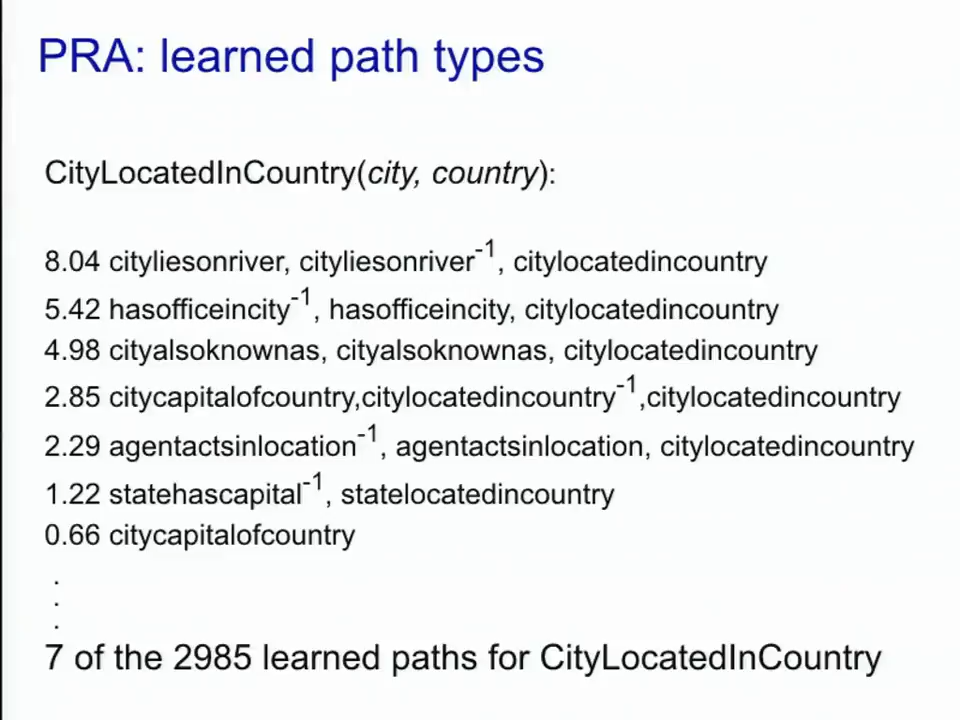 PRA: learned path types
CityLocatedInCountry(city, country):
8.04 cityliesonriver, cityliesonriver⁻¹, citylocatedincountry
5.42 hasofficeincity⁻¹, hasofficeincity, citylocatedincountry
4.98 cityalsoknownas, cityalsoknownas, citylocatedincountry
2.85 citycapitalofcountry,citylocatedincountry⁻¹,citylocatedincountry
2.29 agentactsinlocation⁻¹, agentactsinlocation, citylocatedincountry
1.22 statehascapital⁻¹, statelocatedincountry
0.66 citycapitalofcountry
.
.
.
7 of the 2985 learned paths for CityLocatedInCountry